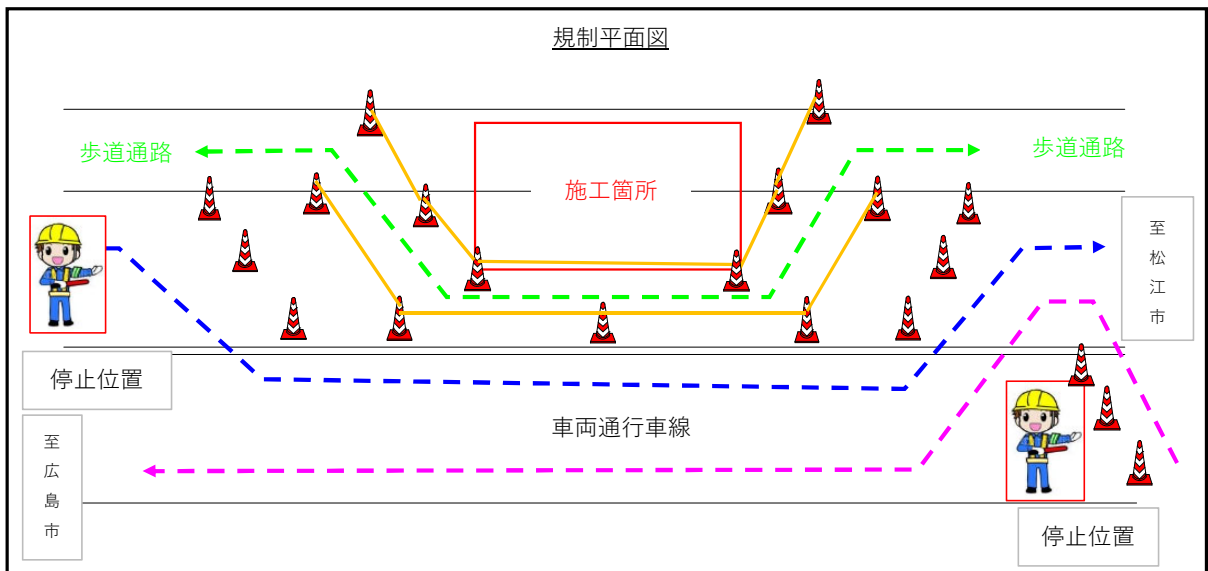 規制平面図
歩道通路
歩道通路
施工箇所
至松江市
停止位置
車両通行車線
至広島市
停止位置